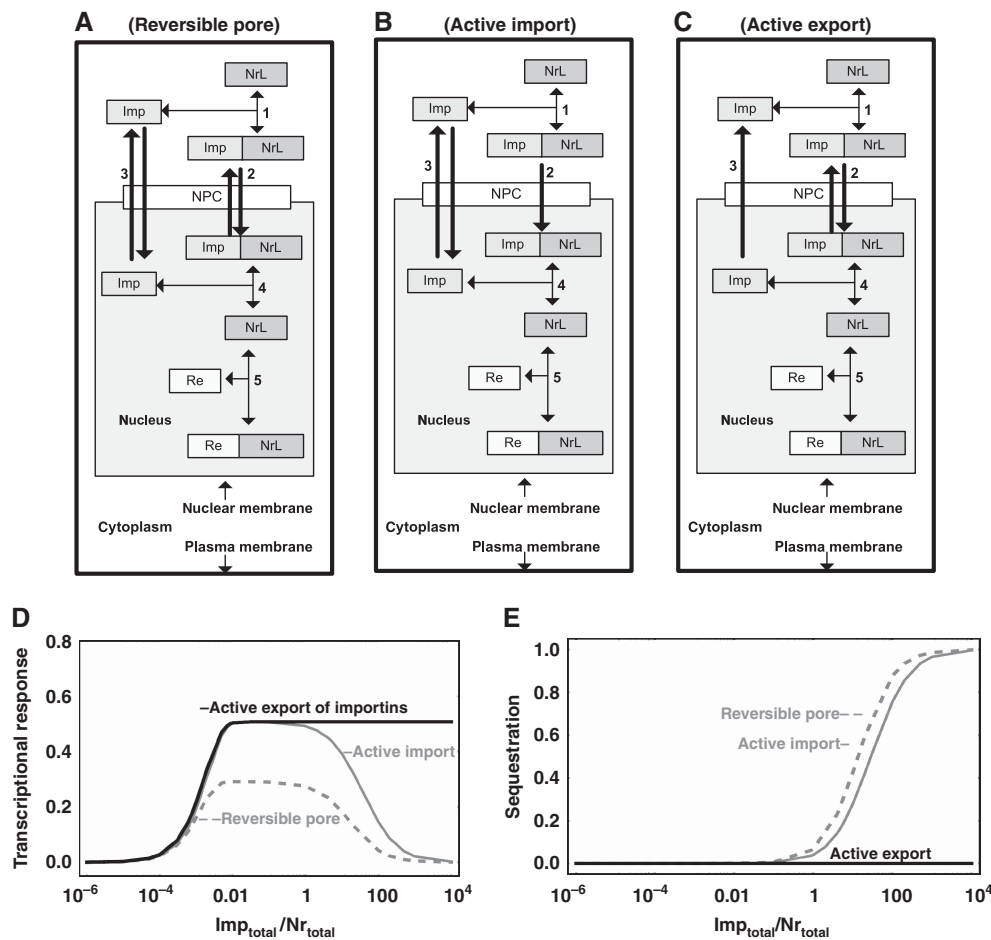 A (Reversible pore)
NrL
Imp
1
Imp NrL
3
2
NPC
Imp NrL
Imp
4
NrL
Re
5
Nucleus
Re NrL
Nuclear membrane
Cytoplasm
Plasma membrane
B (Active import)
NrL
Imp
1
Imp NrL
3
2
NPC
Imp NrL
Imp
4
NrL
Re
5
Nucleus
Re NrL
Nuclear membrane
Cytoplasm
Plasma membrane
C (Active export)
NrL
Imp
1
Imp NrL
3
2
NPC
Imp NrL
Imp
4
NrL
Re
5
Nucleus
Re NrL
Nuclear membrane
Cytoplasm
Plasma membrane
D
Transcriptional response
0.8
0.6
0.4
0.2
0.0
Active export of importins
Active import
Reversible pore
10⁻⁶ 10⁻⁴ 0.01 1 100 10⁴
Imp_total/Nr_total
E
Sequestration
1.0
0.8
0.6
0.4
0.2
0.0
Reversible pore
Active import
Active export
10⁻⁶ 10⁻⁴ 0.01 1 100 10⁴
Imp_total/Nr_total